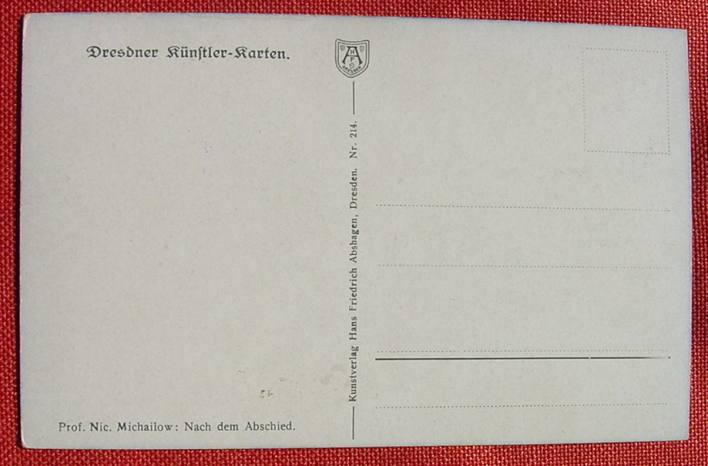 Dresdner Künstler-Karten.
Kunstverlag Hans Friedrich Abshagen, Dresden. Nr. 214.
Prof. Nic. Michailow: Nach dem Abschied.